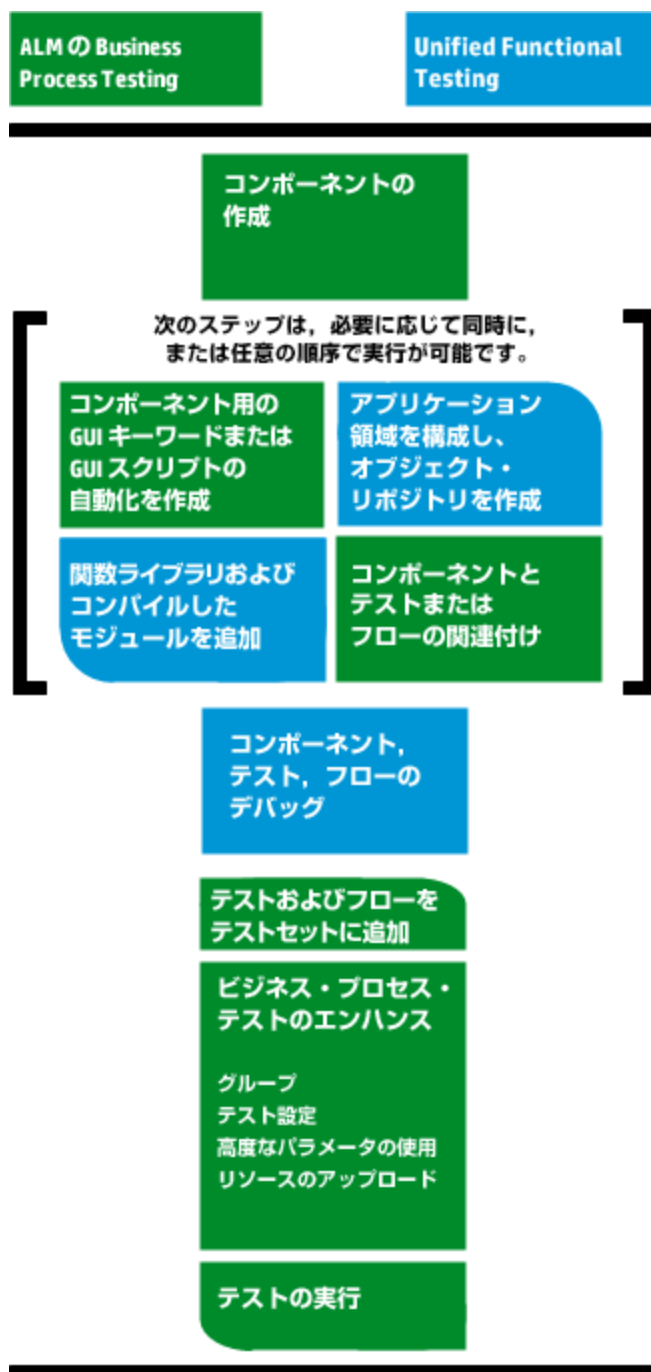 ALM の Business
Process Testing
Unified Functional
Testing
コンポーネントの
作成
次のステップは，必要に応じて同時に，
または任意の順序で実行が可能です。
コンポーネント用の
GUI キーワードまたは
GUI スクリプトの
自動化を作成
アプリケーション
領域を構成し、
オブジェクト・
リポジトリを作成
関数ライブラリおよび
コンパイルした
モジュールを追加
コンポーネントと
テストまたは
フローの関連付け
コンポーネント，
テスト，フローの
デバッグ
テストおよびフローを
テストセットに追加
ビジネス・プロセス・
テストのエンハンス
グループ
テスト設定
高度なパラメータの使用
リソースのアップロード
テストの実行